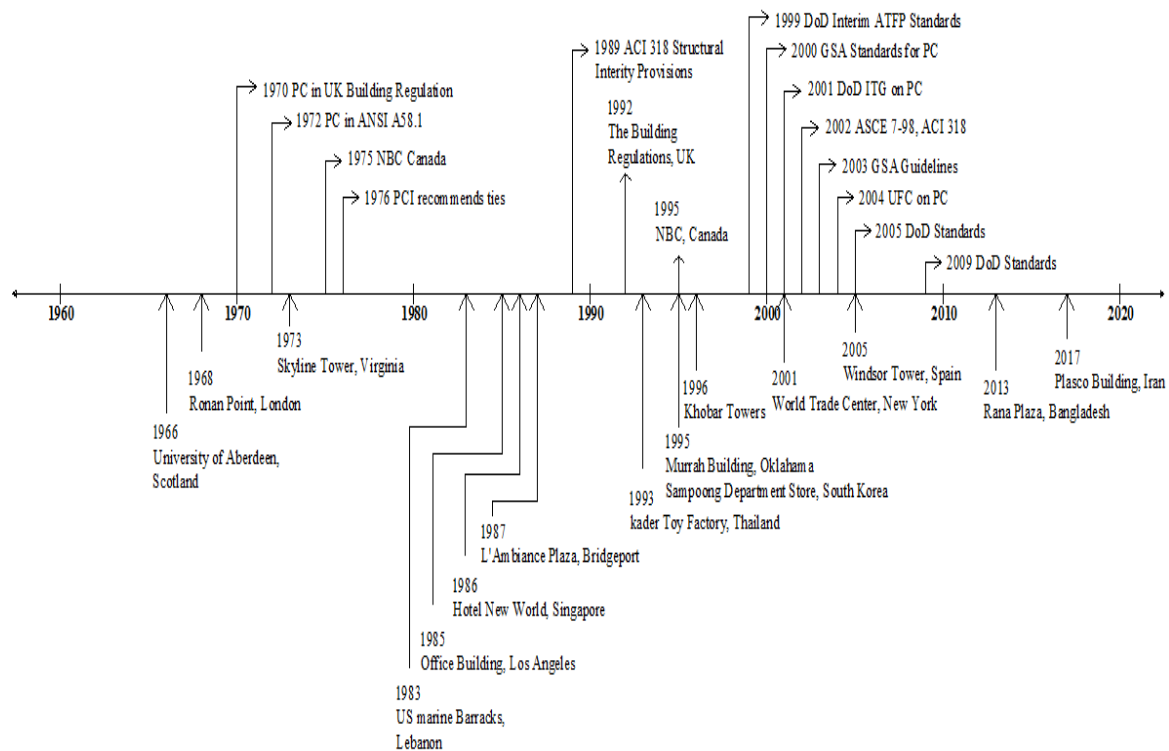 1999 DoD Interim ATFP Standards
1989 ACI 318 Structural
Interity Provisions
2000 GSA Standards for PC
1970 PC in UK Building Regulation
2001 DoD ITG on PC
1992
The Building
Regulations, UK
1972 PC in ANSI A58.1
2002 ASCE 7-98, ACI 318
1975 NBC Canada
2003 GSA Guidelines
1976 PCI recommends ties
2004 UFC on PC
1995
NBC, Canada
2005 DoD Standards
2009 DoD Standards
1960
1970
1980
1990
2000
2010
2020
1966
University of Aberdeen,
Scotland
1968
Ronan Point, London
1973
Skyline Tower, Virginia
1983
US marine Barracks,
Lebanon
1985
Office Building, Los Angeles
1986
Hotel New World, Singapore
1987
L'Ambiance Plaza, Bridgeport
1993
kader Toy Factory, Thailand
1995
Murrah Building, Oklahoma
Sampoong Department Store, South Korea
1996
Khobar Towers
2001
World Trade Center, New York
2005
Windsor Tower, Spain
2013
Rana Plaza, Bangladesh
2017
Plasco Building, Iran